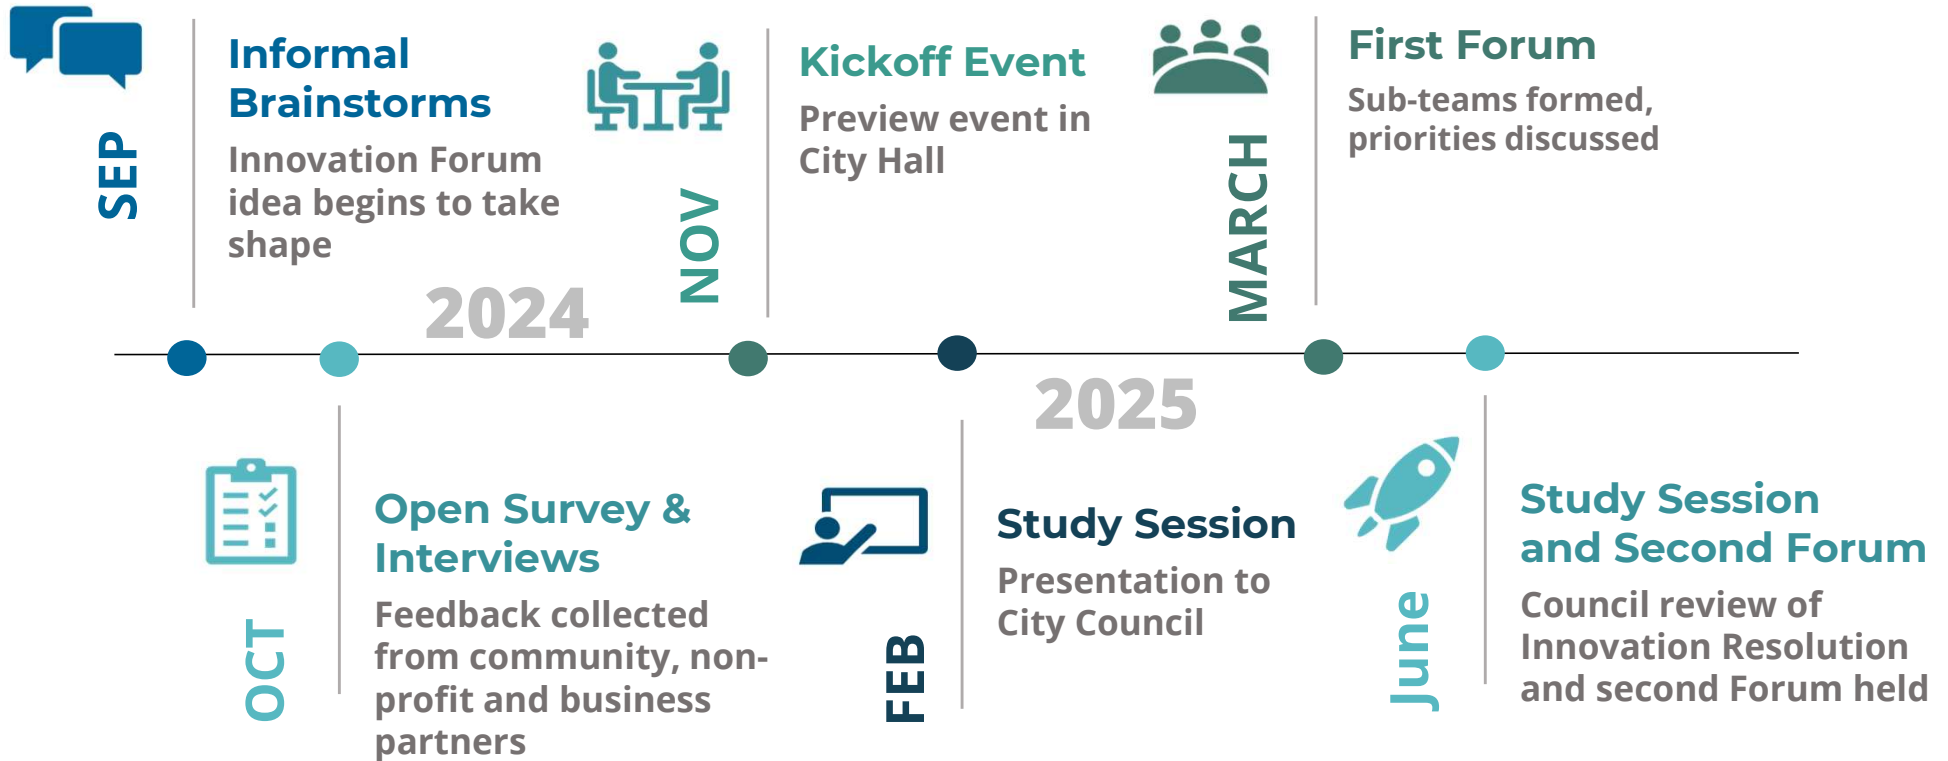 SEP
Informal
Brainstorms
Innovation Forum
idea begins to take
shape
2024
OCT
Open Survey &
Interviews
Feedback collected
from community, non-
profit and business
partners
NOV
Kickoff Event
Preview event in
City Hall
2025
FEB
Study Session
Presentation to
City Council
MARCH
First Forum
Sub-teams formed,
priorities discussed
June
Study Session
and Second Forum
Council review of
Innovation Resolution
and second Forum held